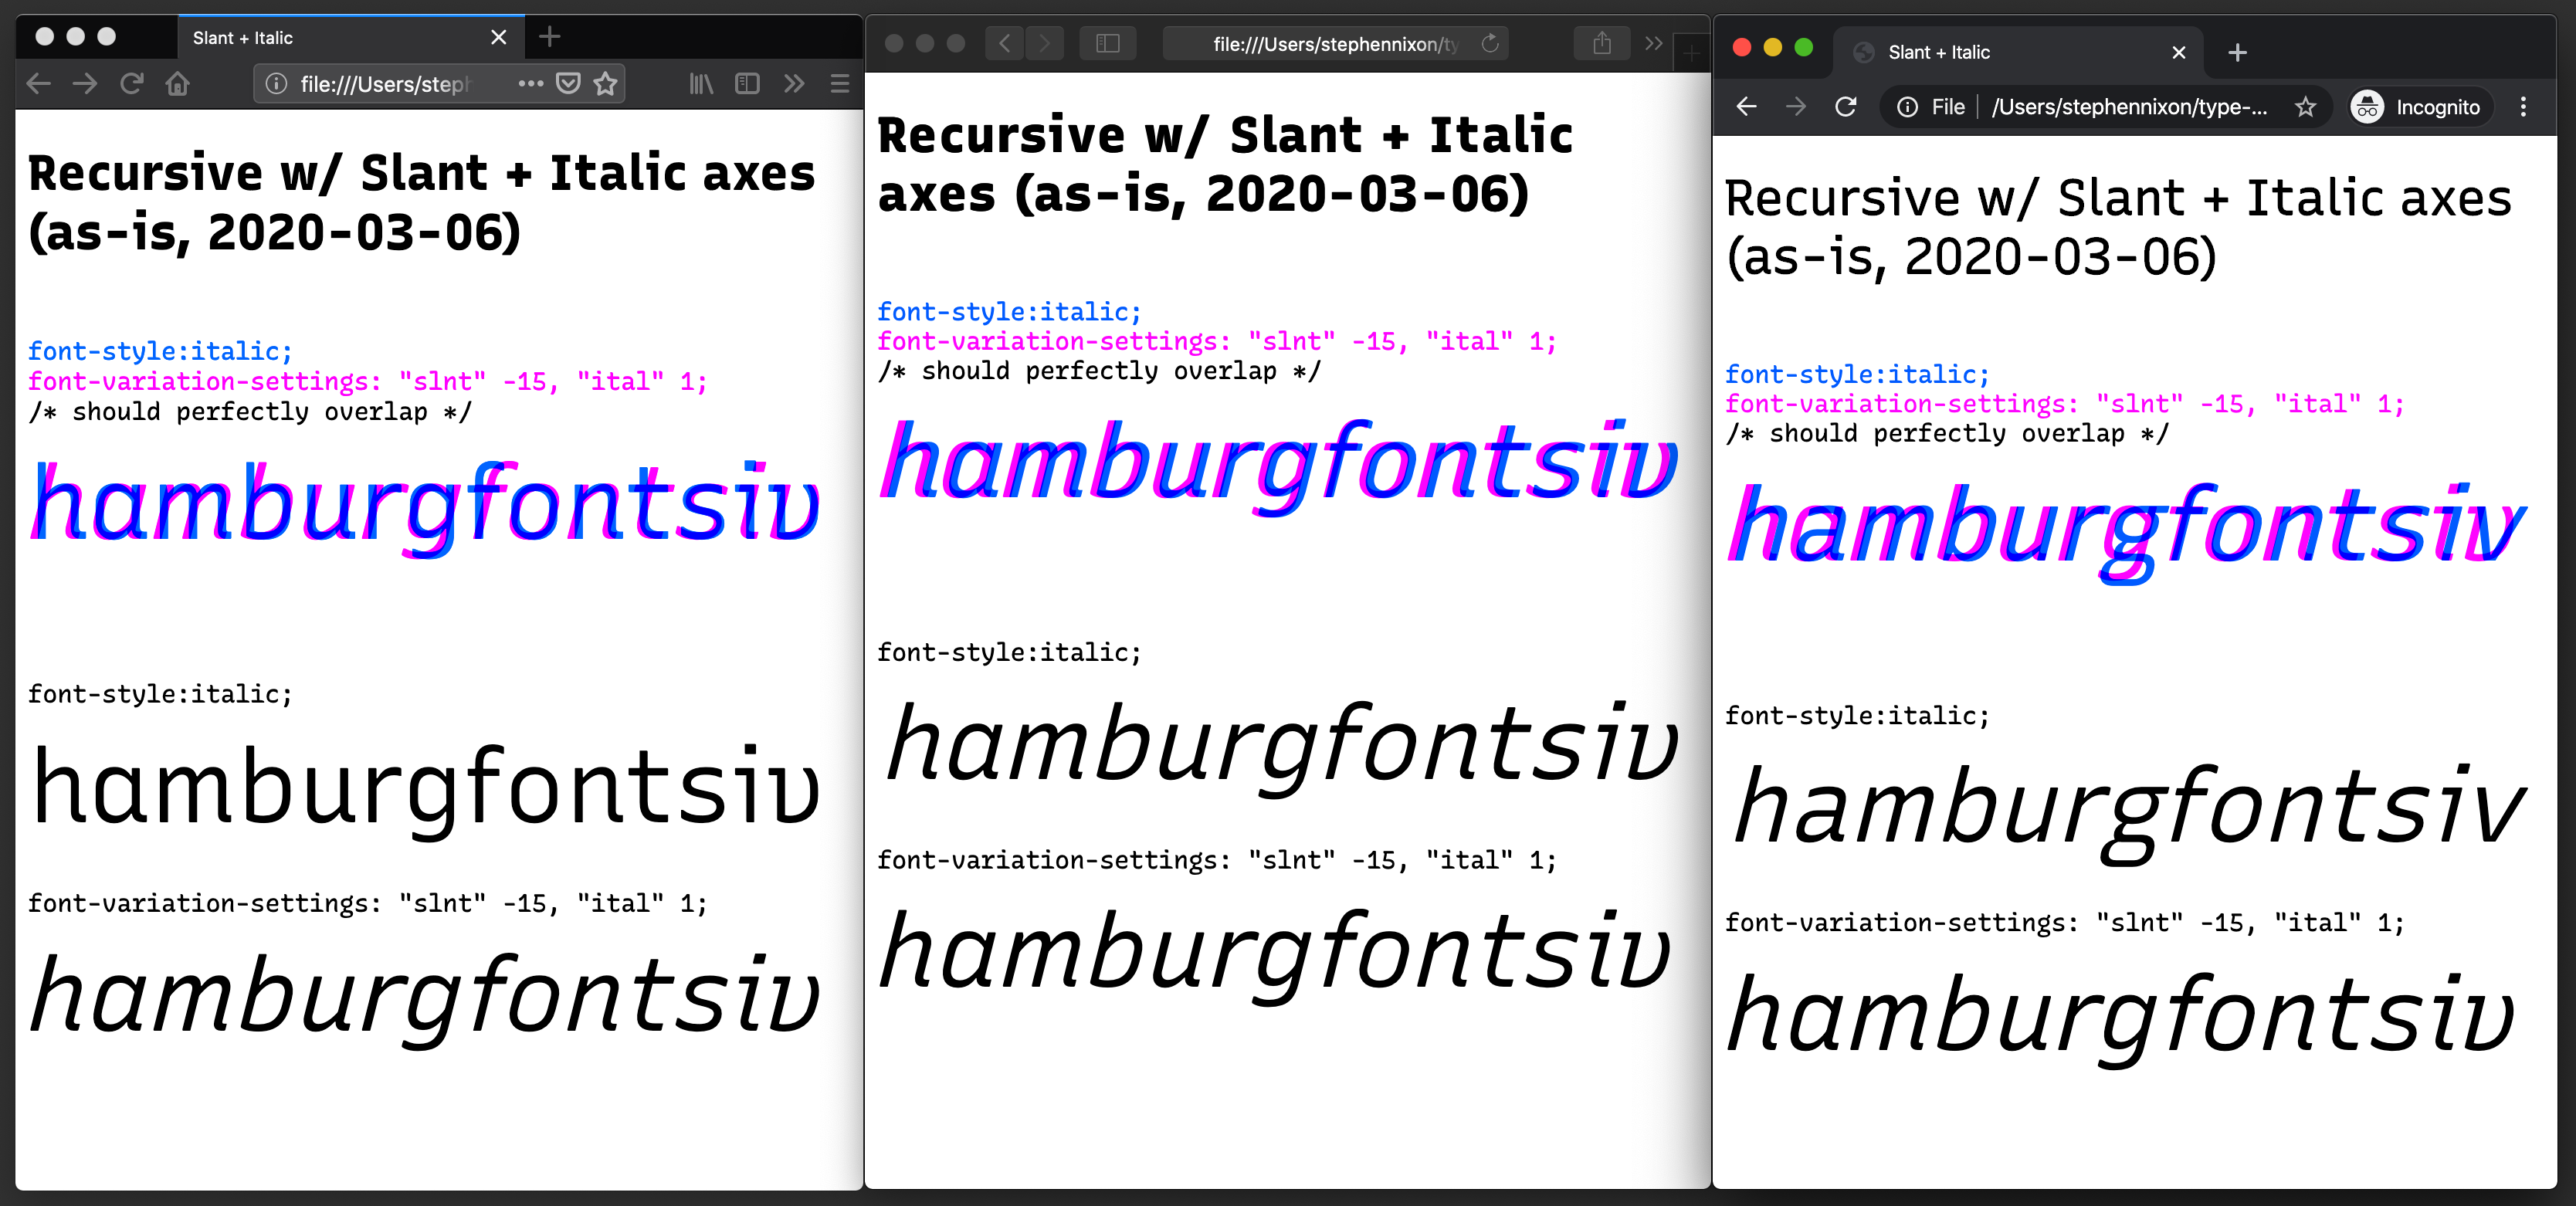 Slant + Italic
file:///Users/steph
Recursive w/ Slant + Italic axes
(as-is, 2020-03-06)
font-style:italic;
font-variation-settings: "slnt" -15, "ital" 1;
/* should perfectly overlap */
hamburgfontsiv
font-style:italic;
hamburgfontsiv
font-variation-settings: "slnt" -15, "ital" 1;
hamburgfontsiv
file:///Users/stephennixon/ty
Recursive w/ Slant + Italic
axes (as-is, 2020-03-06)
font-style:italic;
font-variation-settings: "slnt" -15, "ital" 1;
/* should perfectly overlap */
hamburgfontsiv
font-style:italic;
hamburgfontsiv
font-variation-settings: "slnt" -15, "ital" 1;
hamburgfontsiv
Slant + Italic
File /Users/stephennixon/type-... Incognito
Recursive w/ Slant + Italic axes
(as-is, 2020-03-06)
font-style:italic;
font-variation-settings: "slnt" -15, "ital" 1;
/* should perfectly overlap */
hamburgfontsiv
font-style:italic;
hamburgfontsiv
font-variation-settings: "slnt" -15, "ital" 1;
hamburgfontsiv